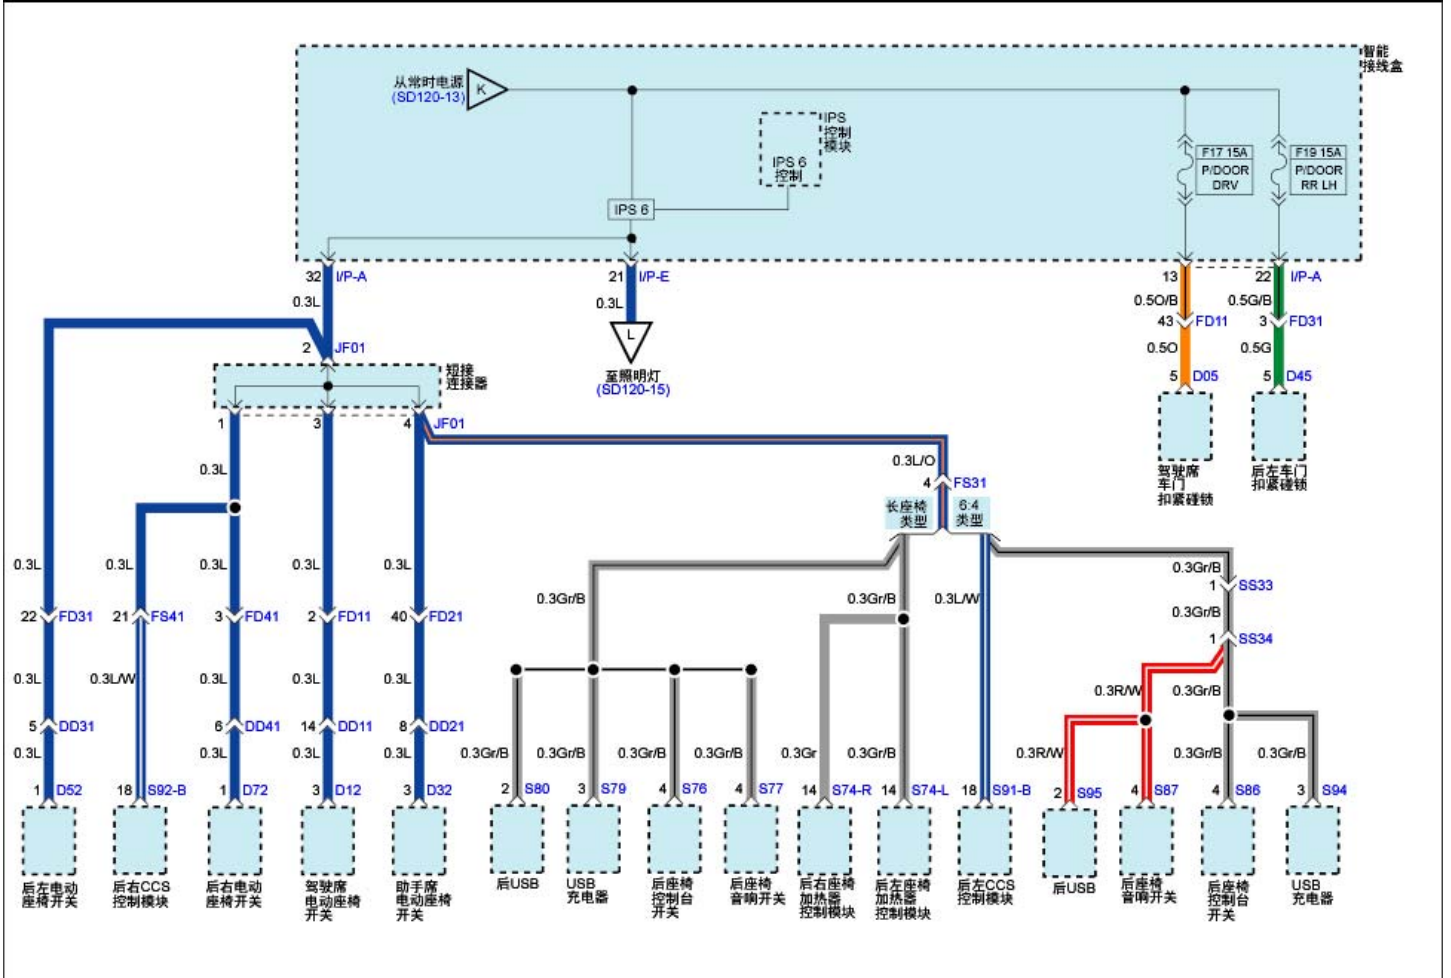 智能
接线盒
从常时电源
(SD120-13)
K
IPS
控制
模块
IPS 6
控制
IPS 6
F17 15A
P/DOOR
DRV
F19 15A
P/DOOR
RR LH
32 I/P-A
21 I/P-E
13
22 I/P-A
0.3L
0.3L
0.5O/B
0.5G/B
43 FD11
3 FD31
L
2 JF01
0.5O
0.5G
至照明灯
(SD120-15)
短接
连接器
5 D05
5 D45
1
3
4 JF01
驾驶席
车门
扣紧碰锁
后左车门
扣紧碰锁
0.3L
0.3L/O
4 FS31
长座椅
类型
6:4
类型
0.3L
0.3L
0.3L
0.3L
0.3L
0.3Gr/B
1 SS33
0.3Gr/B
0.3Gr/B
0.3L/W
0.3Gr/B
22 FD31
21 FS41
3 FD41
2 FD11
40 FD21
1 SS34
0.3L
0.3L/W
0.3L
0.3L
0.3L
0.3R/W
0.3Gr/B
5 DD31
6 DD41
14 DD11
8 DD21
0.3L
0.3L
0.3L
0.3L
0.3Gr/B
0.3Gr/B
0.3Gr/B
0.3Gr/B
0.3Gr
0.3Gr/B
0.3R/W
0.3Gr/B
0.3Gr/B
1 D52
18 S92-B
1 D72
3 D12
3 D32
2 S80
3 S79
4 S76
4 S77
14 S74-R
14 S74-L
18 S91-B
2 S95
4 S87
4 S86
3 S94
后左电动
座椅开关
后右CCS
控制模块
后右电动
座椅开关
驾驶席
电动座椅
开关
助手席
电动座椅
开关
后USB
USB
充电器
后座椅
控制台
开关
后座椅
音响开关
后右座椅
加热器
控制模块
后左座椅
加热器
控制模块
后左CCS
控制模块
后USB
后座椅
音响开关
后座椅
控制台
开关
USB
充电器